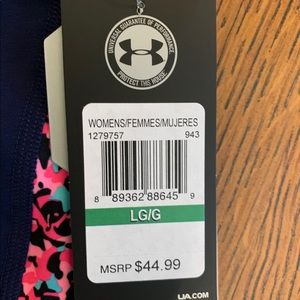 UNIVERSAL GUARANTEE OF PERFORMANCE
PROTECT THIS HOUSE
WOMENS/FEMMES/MUJERES
1279757 943
8 89362 88645 9
LG/G
MSRP $44.99
UA.COM